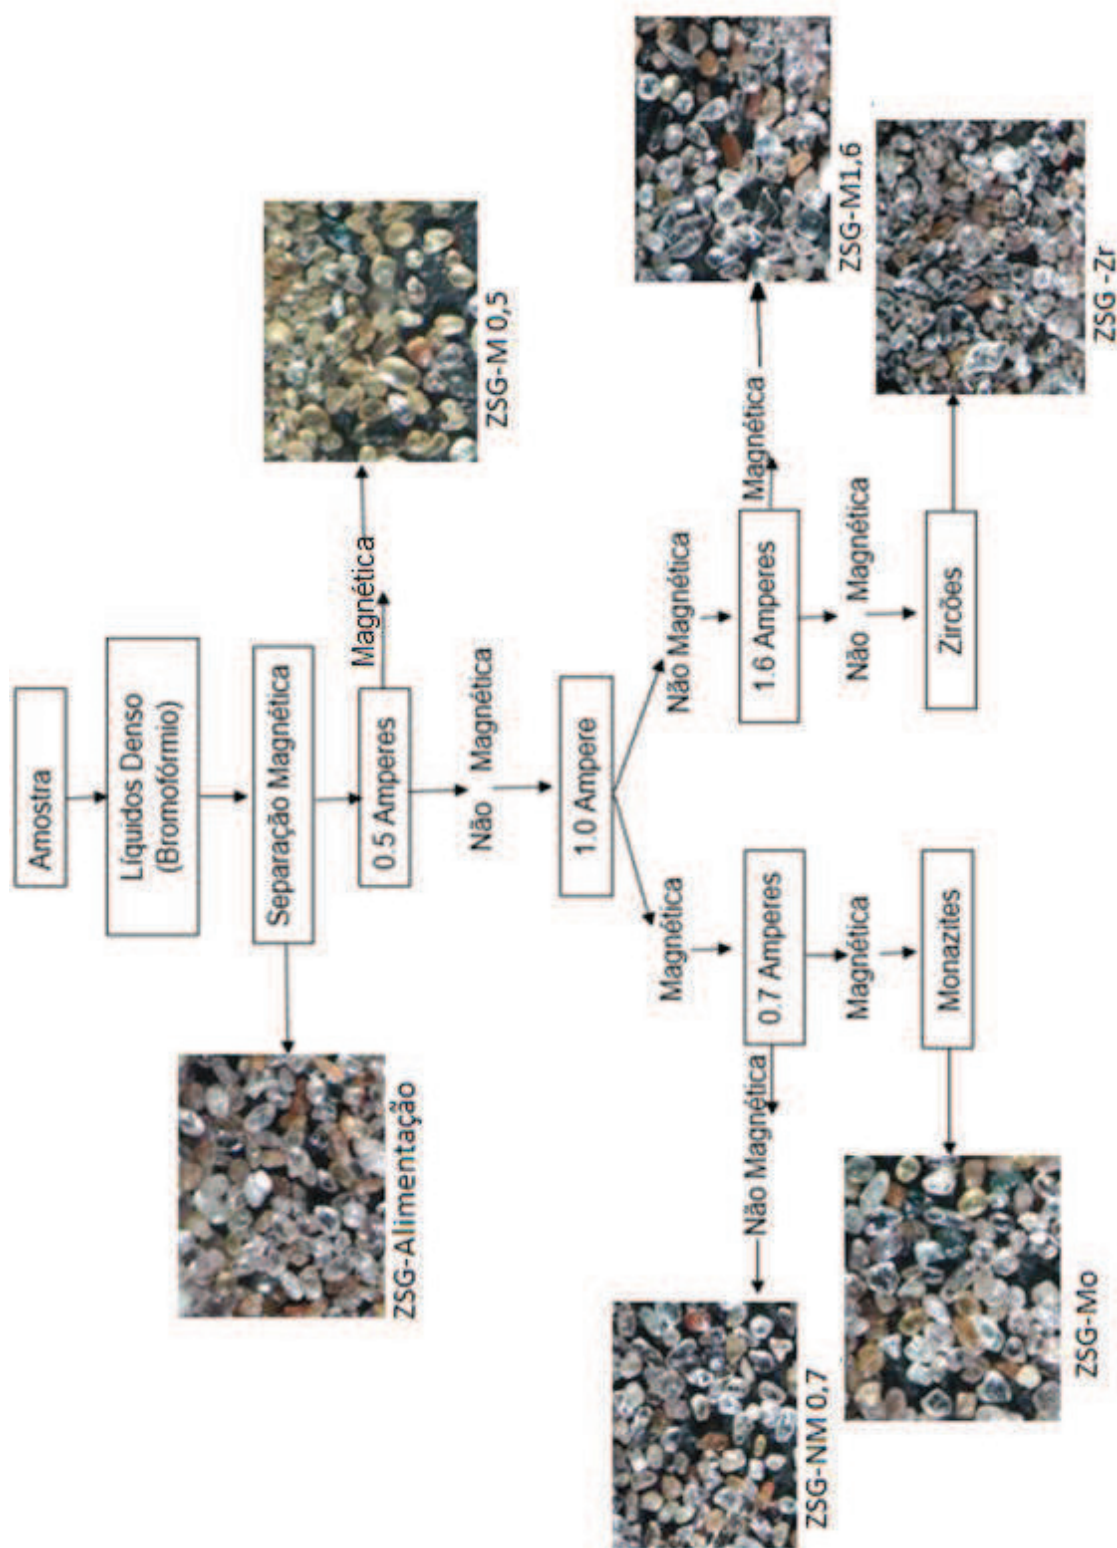 Amostra
Líquidos Denso
(Bromofórmio)
Separação Magnética
ZSG-Alimentação
0.5 Amperes
Magnética
ZSG-M 0,5
Não Magnética
1.0 Ampere
Magnética
Não Magnética
0.7 Amperes
Não Magnética
ZSG-NM 0,7
Magnética
Monazites
ZSG-Mo
1.6 Amperes
Magnética
ZSG-M1,6
Não Magnética
Zircões
ZSG -Zr